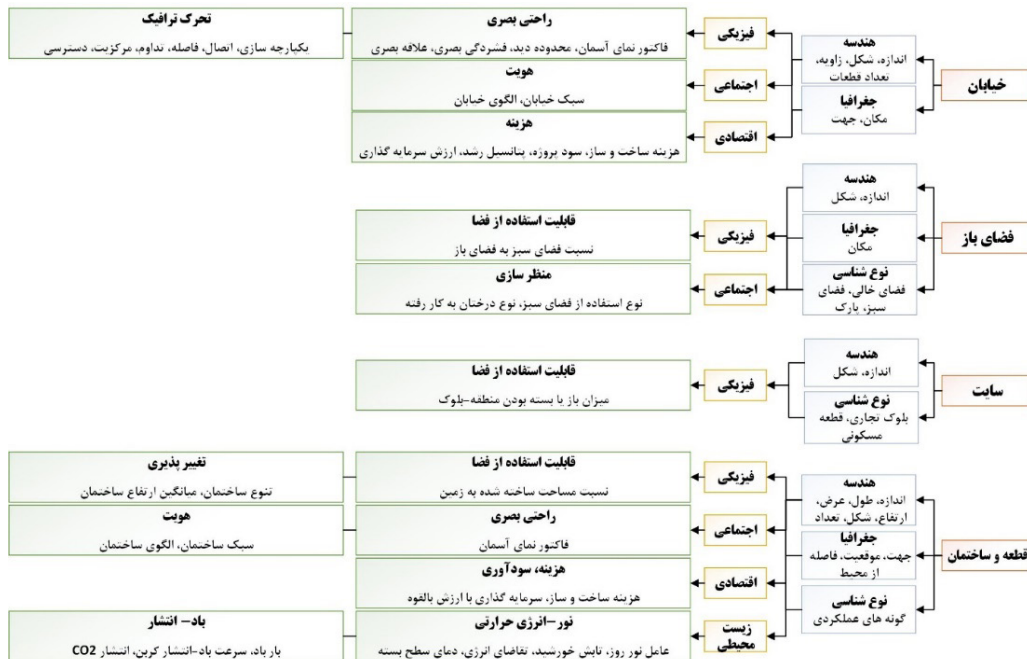 خیابان
هندسه
اندازه، شکل، زاویه،
تعداد قطعات
جغرافیا
مکان، جهت
فیزیکی
راحتی بصری
فاکتور نمای آسمان، محدوده دید، فشردگی بصری، علاقه بصری
تحرک ترافیک
یکپارچه سازی، اتصال، فاصله، تداوم، مرکزیت، دسترسی
اجتماعی
هویت
سبک خیابان، الگوی خیابان
اقتصادی
هزینه
هزینه ساخت و ساز، سود پروژه، پتانسیل رشد، ارزش سرمایه گذاری
فضای باز
هندسه
اندازه، شکل
جغرافیا
مکان
نوع شناسی
فضای خالی، فضای
سبز، پارک
فیزیکی
قابلیت استفاده از فضا
نسبت فضای سبز به فضای باز
اجتماعی
منظر سازی
نوع استفاده از فضای سبز، نوع درختان به کار رفته
سایت
هندسه
اندازه، شکل
نوع شناسی
بلوک تجاری، قطعه
مسکونی
فیزیکی
قابلیت استفاده از فضا
میزان باز یا بسته بودن منطقه-بلوک
قطعه و ساختمان
هندسه
اندازه، طول، عرض،
ارتفاع، شکل، تعداد
جغرافیا
جهت، موقعیت، فاصله
از محیط
نوع شناسی
گونه های عملکردی
فیزیکی
قابلیت استفاده از فضا
نسبت مساحت ساخته شده به زمین
تغییر پذیری
تنوع ساختمان، میانگین ارتفاع ساختمان
اجتماعی
راحتی بصری
فاکتور نمای آسمان
هویت
سبک ساختمان، الگوی ساختمان
اقتصادی
هزینه، سودآوری
هزینه ساخت و ساز، سرمایه گذاری با ارزش بالقوه
زیست
محیطی
نور-انرژی حرارتی
عامل نور روز، تابش خورشید، تقاضای انرژی، دمای سطح بسته
باد- انتشار
بار باد، سرعت باد-انتشار کربن، انتشار CO2